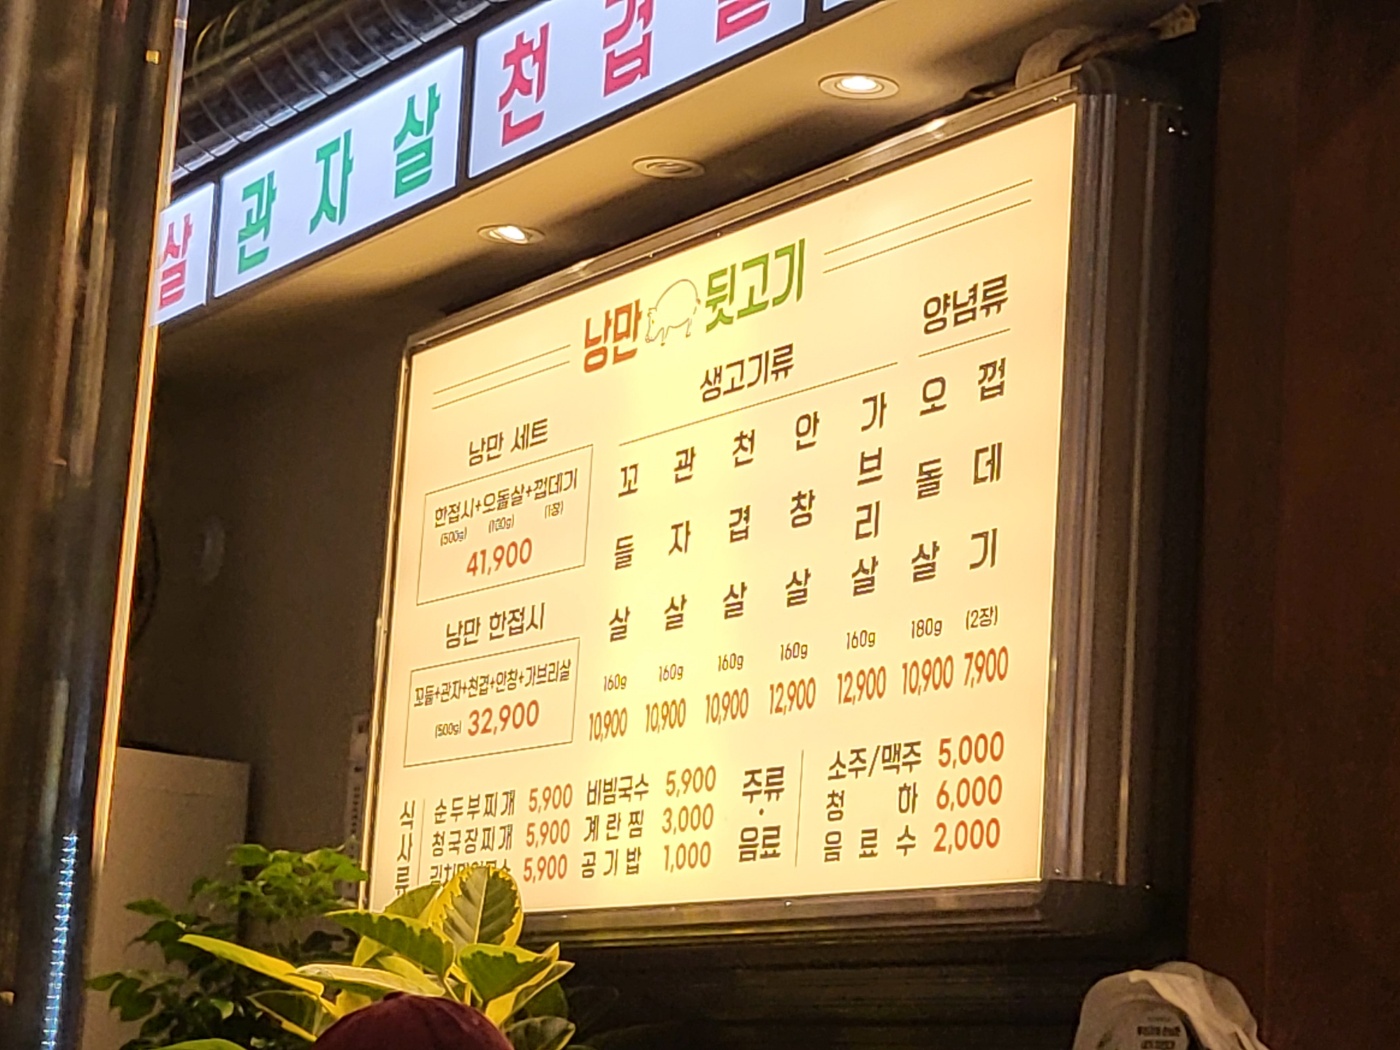 살 관자살 천겹살
낭만 뒷고기
낭만 세트
한접시+오돌살+껍데기
(500g) (100g) (1장)
41,900
낭만 한접시
꼬들+관자+천겹+안창+가브리살
(500g) 32,900
생고기류
꼬들살 160g 10,900
관자살 160g 10,900
천겹살 160g 10,900
안창살 160g 12,900
가브리살 160g 12,900
양념류
오돌살 180g 10,900
껍데기 (2장) 7,900
식사류
순두부찌개 5,900
청국장찌개 5,900
5,900
비빔국수 5,900
계란찜 3,000
공기밥 1,000
주류·음료
소주/맥주 5,000
청하 6,000
음료수 2,000